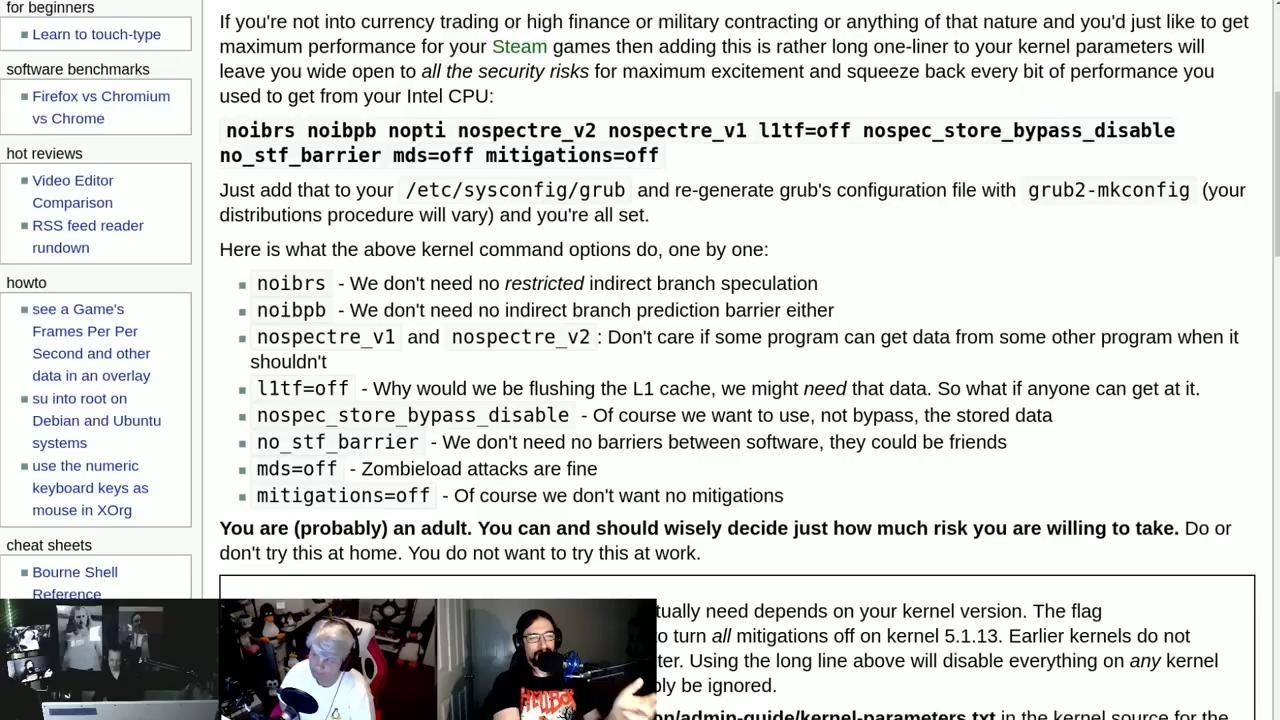 for beginners
Learn to touch-type
software benchmarks
Firefox vs Chromium
vs Chrome
hot reviews
Video Editor
Comparison
RSS feed reader
rundown
howto
see a Game's
Frames Per Per
Second and other
data in an overlay
su into root on
Debian and Ubuntu
systems
use the numeric
keyboard keys as
mouse in XOrg
cheat sheets
Bourne Shell
Reference
If you're not into currency trading or high finance or military contracting or anything of that nature and you'd just like to get
maximum performance for your Steam games then adding this is rather long one-liner to your kernel parameters will
leave you wide open to all the security risks for maximum excitement and squeeze back every bit of performance you
used to get from your Intel CPU:
noibrs noibpb nopti nospectre_v2 nospectre_v1 l1tf=off nospec_store_bypass_disable
no_stf_barrier mds=off mitigations=off
Just add that to your /etc/sysconfig/grub and re-generate grub's configuration file with grub2-mkconfig (your
distributions procedure will vary) and you're all set.
Here is what the above kernel command options do, one by one:
noibrs - We don't need no restricted indirect branch speculation
noibpb - We don't need no indirect branch prediction barrier either
nospectre_v1 and nospectre_v2: Don't care if some program can get data from some other program when it
shouldn't
l1tf=off - Why would we be flushing the L1 cache, we might need that data. So what if anyone can get at it.
nospec_store_bypass_disable - Of course we want to use, not bypass, the stored data
no_stf_barrier - We don't need no barriers between software, they could be friends
mds=off - Zombieload attacks are fine
mitigations=off - Of course we don't want no mitigations
You are (probably) an adult. You can and should wisely decide just how much risk you are willing to take. Do or
don't try this at home. You do not want to try this at work.
tually need depends on your kernel version. The flag
to turn all mitigations off on kernel 5.1.13. Earlier kernels do not
ter. Using the long line above will disable everything on any kernel
ply be ignored.
on/admin-guide/kernel-parameters.txt in the kernel source for the